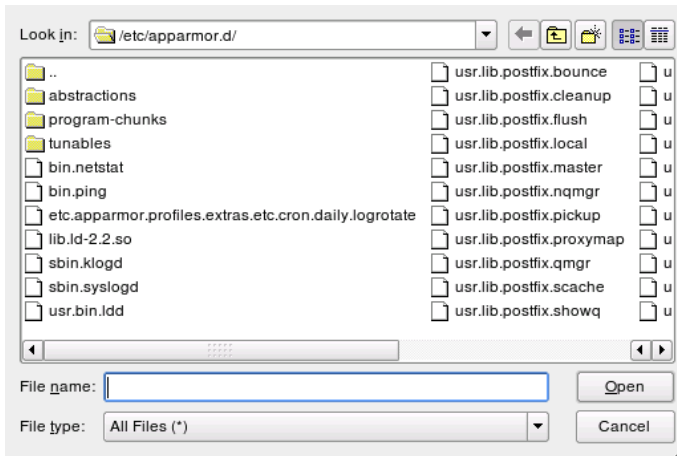 Look in: /etc/apparmor.d/
..
abstractions
program-chunks
tunables
bin.netstat
bin.ping
etc.apparmor.profiles.extras.etc.cron.daily.logrotate
lib.ld-2.2.so
sbin.klogd
sbin.syslogd
usr.bin.ldd
usr.lib.postfix.bounce
usr.lib.postfix.cleanup
usr.lib.postfix.flush
usr.lib.postfix.local
usr.lib.postfix.master
usr.lib.postfix.nqmgr
usr.lib.postfix.pickup
usr.lib.postfix.proxymap
usr.lib.postfix.qmgr
usr.lib.postfix.scache
usr.lib.postfix.showq
u
u
u
u
u
u
u
u
u
u
u
File name:
Open
File type: All Files (*)
Cancel